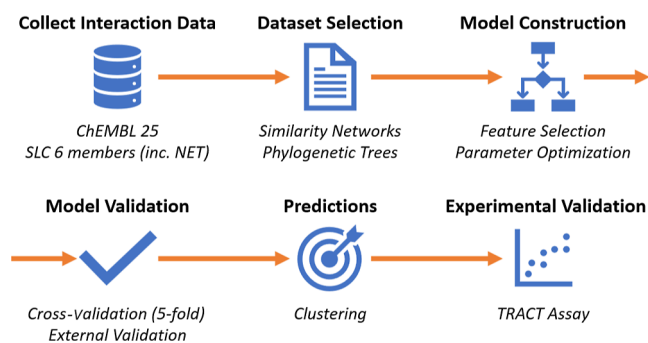 Collect Interaction Data
Dataset Selection
Model Construction
ChEMBL 25
SLC 6 members (inc. NET)
Similarity Networks
Phylogenetic Trees
Feature Selection
Parameter Optimization
Model Validation
Predictions
Experimental Validation
Cross-validation (5-fold)
External Validation
Clustering
TRACT Assay